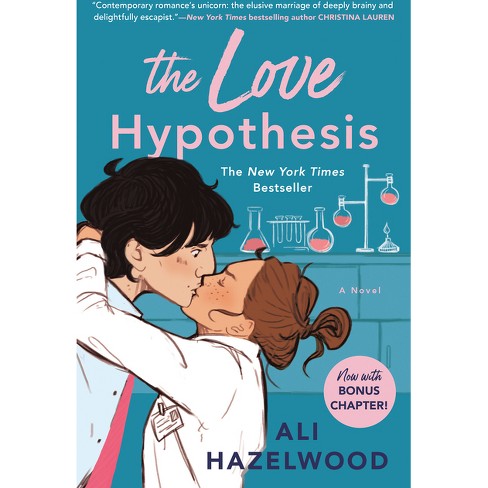 "Contemporary romance's unicorn: the elusive marriage of deeply brainy and
delightfully escapist."—New York Times bestselling author CHRISTINA LAUREN
the Love
Hypothesis
The New York Times
Bestseller
A Novel
Now with
BONUS
CHAPTER!
ALI
HAZELWOOD